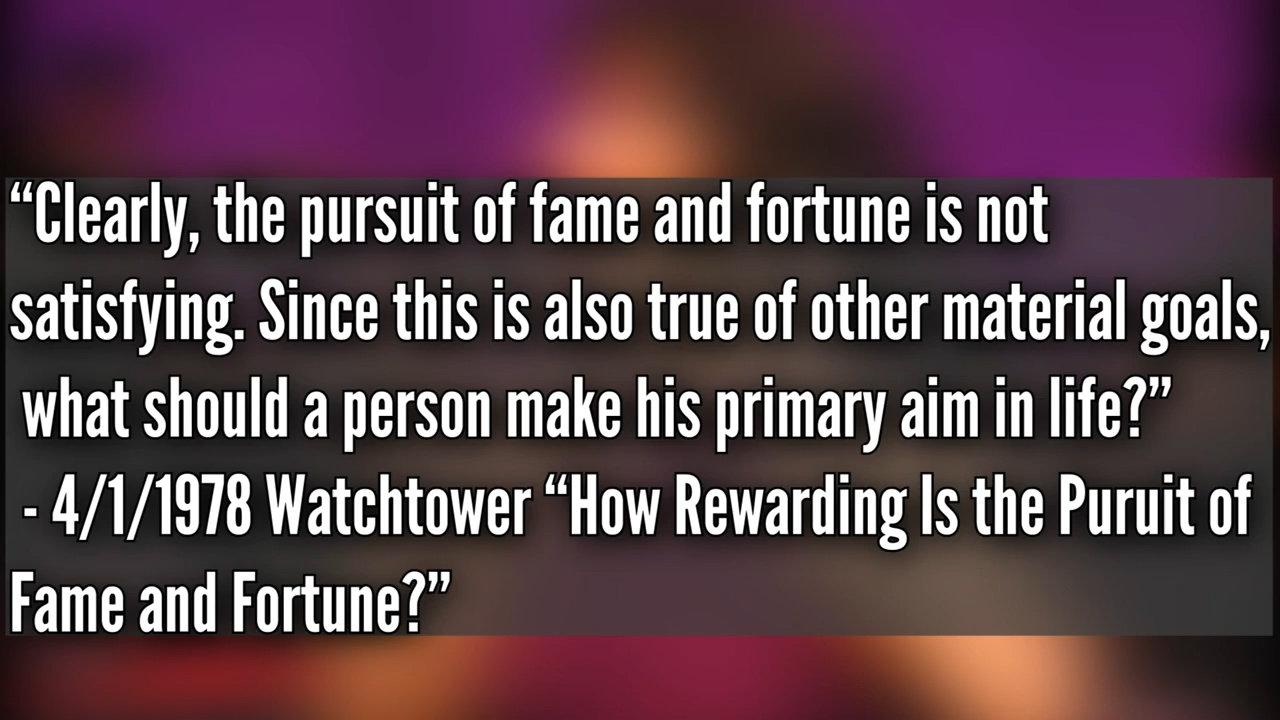 “Clearly, the pursuit of fame and fortune is not
satisfying. Since this is also true of other material goals,
what should a person make his primary aim in life?”
- 4/1/1978 Watchtower “How Rewarding Is the Puruit of
Fame and Fortune?”